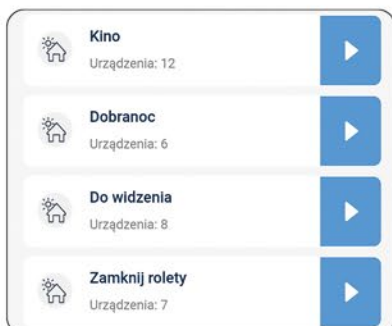 Kino
Urządzenia: 12
Dobranoc
Urządzenia: 6
Do widzenia
Urządzenia: 8
Zamknij rolety
Urządzenia: 7